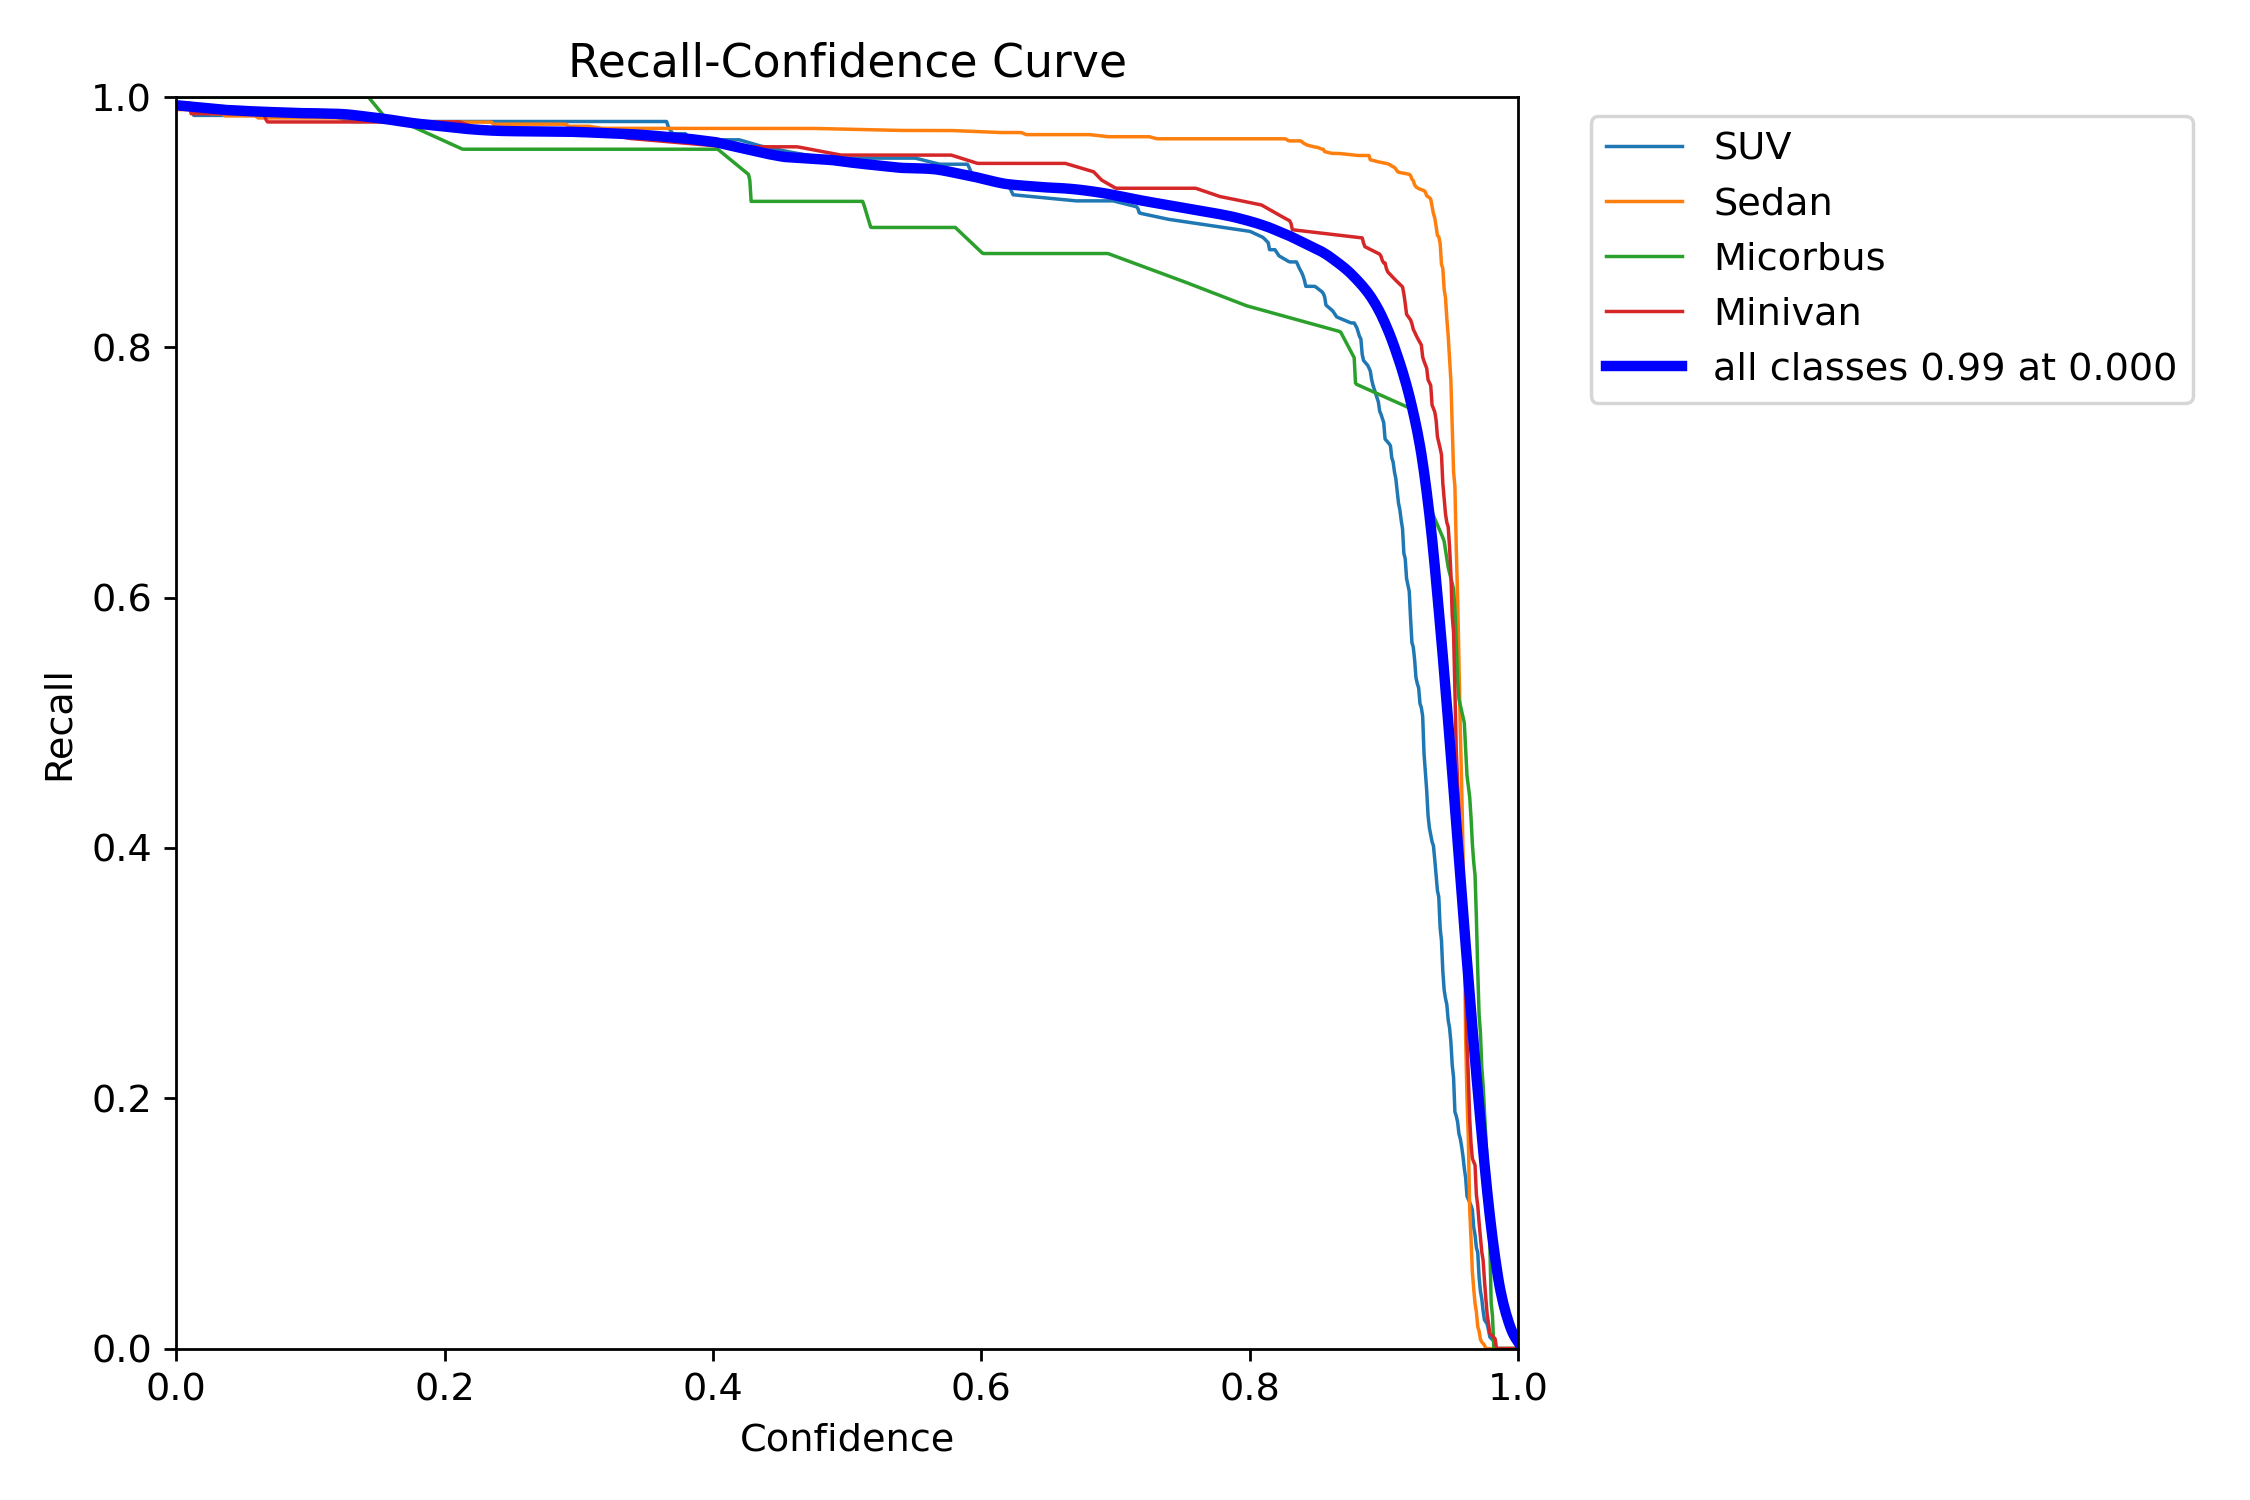 Recall-Confidence Curve
1.0
0.8
0.6
0.4
0.2
0.0
Recall
0.0 0.2 0.4 0.6 0.8 1.0
Confidence
SUV
Sedan
Micorbus
Minivan
all classes 0.99 at 0.000